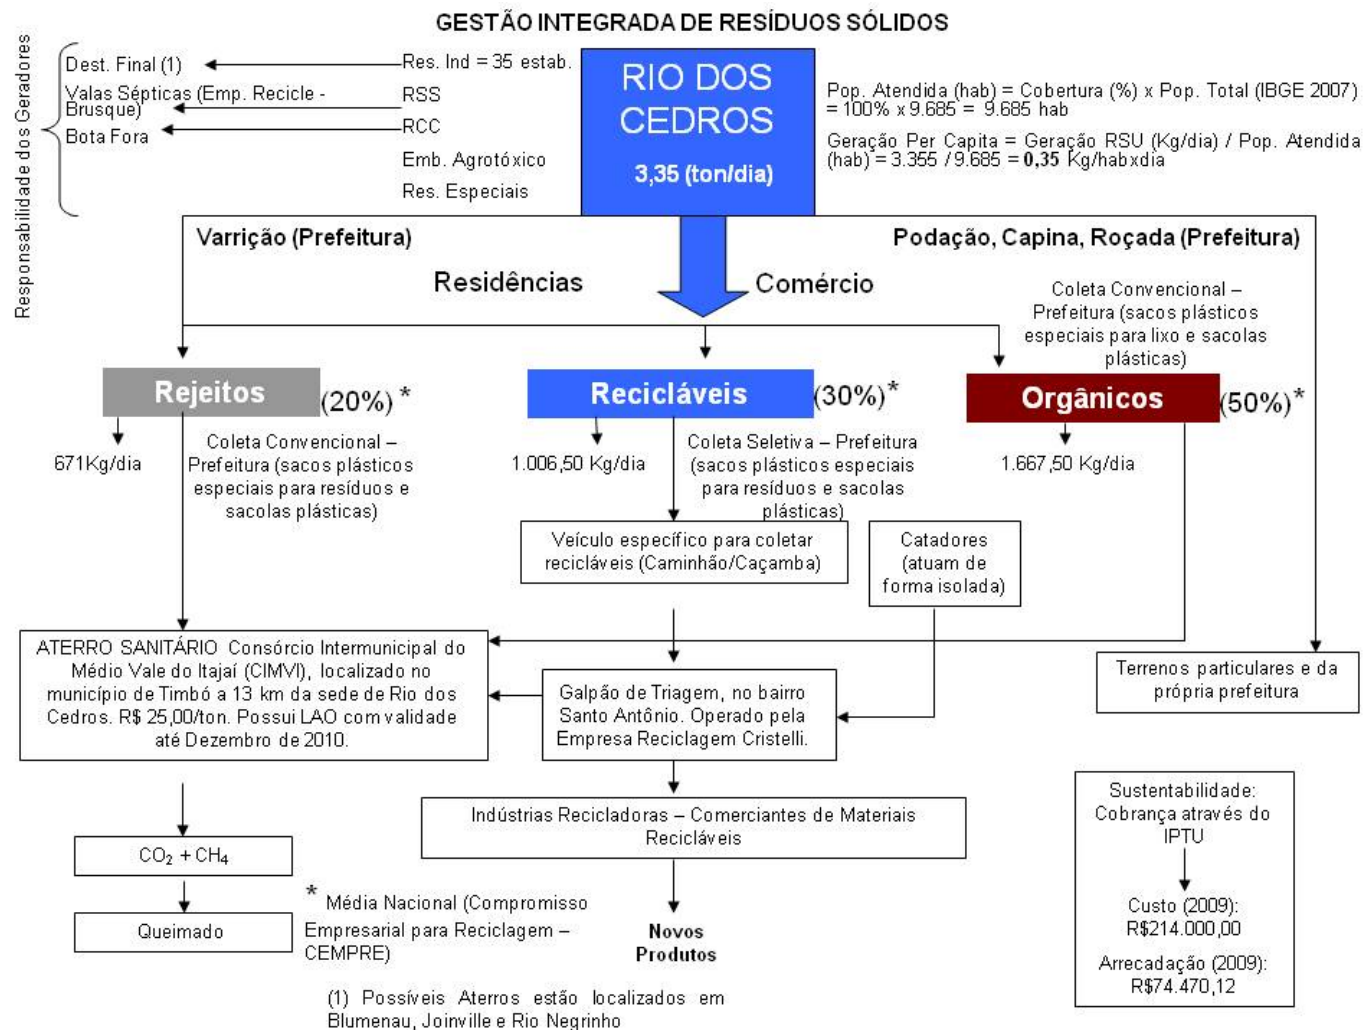 GESTÃO INTEGRADA DE RESÍDUOS SÓLIDOS
Responsabilidade dos Geradores
Dest. Final (1)
Valas Sépticas (Emp. Recicle -
Brusque)
Bota Fora
Res. Ind = 35 estab.
RSS
RCC
Emb. Agrotóxico
Res. Especiais
RIO DOS
CEDROS
3,35 (ton/dia)
Pop. Atendida (hab) = Cobertura (%) x Pop. Total (IBGE 2007)
= 100% x 9.685 = 9.685 hab
Geração Per Capita = Geração RSU (Kg/dia) / Pop. Atendida
(hab) = 3.355 / 9.685 = 0,35 Kg/habxdia
Varrição (Prefeitura)
Podação, Capina, Roçada (Prefeitura)
Residências
Comércio
Coleta Convencional –
Prefeitura (sacos plásticos
especiais para lixo e sacolas
plásticas)
Rejeitos
(20%) *
Recicláveis
(30%) *
Orgânicos
(50%) *
671Kg/dia
Coleta Convencional –
Prefeitura (sacos plásticos
especiais para resíduos e
sacolas plásticas)
1.006,50 Kg/dia
Coleta Seletiva – Prefeitura
(sacos plásticos especiais
para resíduos e sacolas
plásticas)
1.667,50 Kg/dia
Veículo específico para coletar
recicláveis (Caminhão/Caçamba)
Catadores
(atuam de
forma isolada)
ATERRO SANITÁRIO Consórcio Intermunicipal do
Médio Vale do Itajaí (CIMVI), localizado no
município de Timbó a 13 km da sede de Rio dos
Cedros. R$ 25,00/ton. Possui LAO com validade
até Dezembro de 2010.
Galpão de Triagem, no bairro
Santo Antônio. Operado pela
Empresa Reciclagem Cristelli.
Terrenos particulares e da
própria prefeitura
Indústrias Recicladoras – Comerciantes de Materiais
Recicláveis
CO2 + CH4
Queimado
* Média Nacional (Compromisso
Empresarial para Reciclagem –
CEMPRE)
Novos
Produtos
Sustentabilidade:
Cobrança através do
IPTU
Custo (2009):
R$214.000,00
Arrecadação (2009):
R$74.470,12
(1) Possíveis Aterros estão localizados em
Blumenau, Joinville e Rio Negrinho